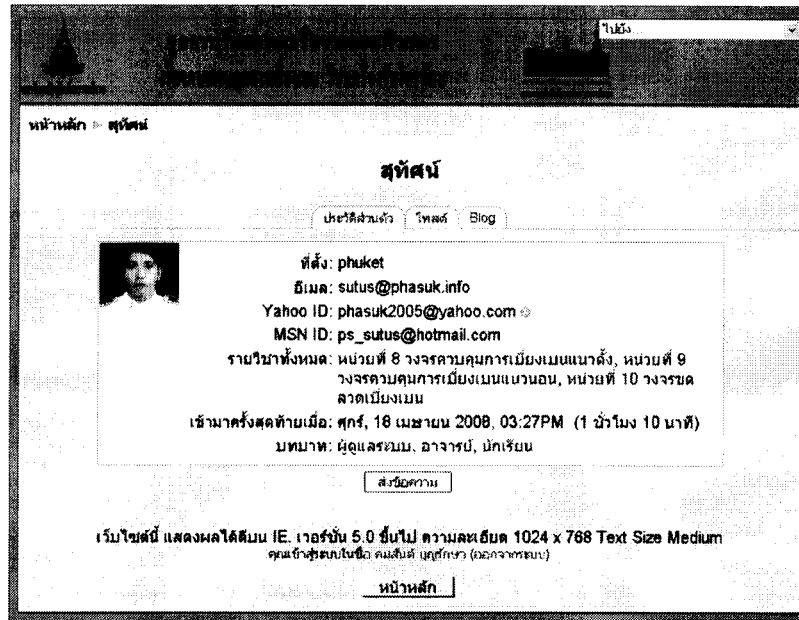 ไปยัง...
หน้าหลัก ► สุทัศน์
สุทัศน์
ประวัติส่วนตัว โพสต์ Blog
ที่ตั้ง: phuket
อีเมล: sutus@phasuk.info
Yahoo ID: phasuk2005@yahoo.com
MSN ID: ps_sutus@hotmail.com
รายวิชาทั้งหมด: หน่วยที่ 8 วงจรควบคุมการเบี่ยงเบนแนวตั้ง, หน่วยที่ 9
วงจรควบคุมการเบี่ยงเบนแนวนอน, หน่วยที่ 10 วงจรขด
ลวดเบี่ยงเบน
เข้ามาครั้งสุดท้ายเมื่อ: ศุกร์, 18 เมษายน 2008, 03:27PM (1 ชั่วโมง 10 นาที)
บทบาท: ผู้ดูแลระบบ, อาจารย์, นักเรียน
ส่งข้อความ
เว็บไซต์นี้ แสดงผลได้ดีบน IE. เวอร์ชั่น 5.0 ขึ้นไป ความละเอียด 1024 x 768 Text Size Medium
คุณเข้าสู่ระบบในชื่อ คมสันต์ (ออกจากระบบ)
หน้าหลัก